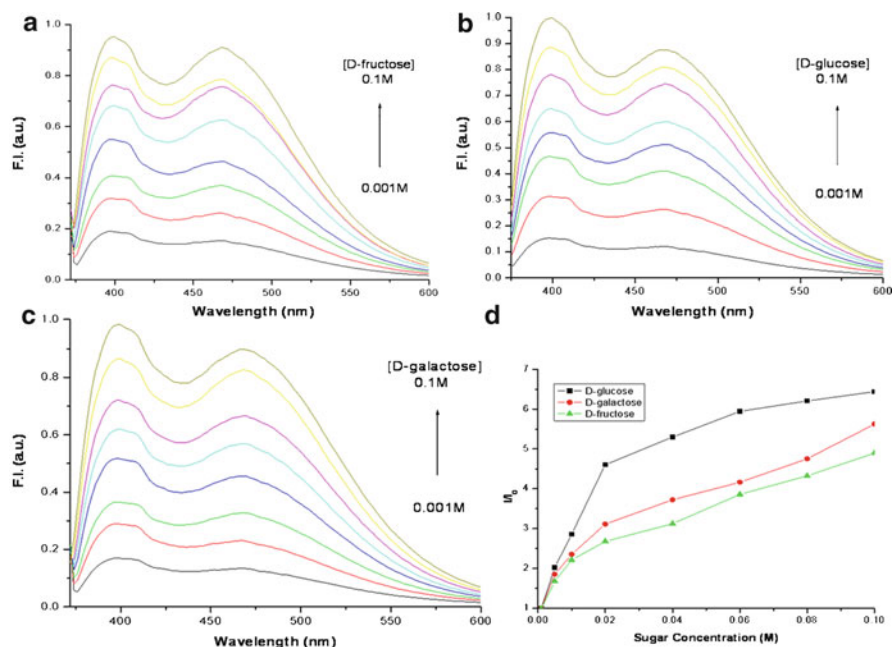 a
[D-fructose]
0.1M
0.001M
F.I. (a.u.)
1.0
0.8
0.6
0.4
0.2
0.0
400
450
500
550
600
Wavelength (nm)
b
[D-glucose]
0.1M
0.001M
F.I. (a.u.)
1.0
0.9
0.8
0.7
0.6
0.5
0.4
0.3
0.2
0.1
0.0
400
450
500
550
600
Wavelength (nm)
c
[D-galactose]
0.1M
0.001M
F.I. (a.u.)
1.0
0.8
0.6
0.4
0.2
0.0
400
450
500
550
600
Wavelength (nm)
d
D-glucose
D-galactose
D-fructose
I/I₀
7
6
5
4
3
2
1
0.00
0.02
0.04
0.06
0.08
0.10
Sugar Concentration (M)